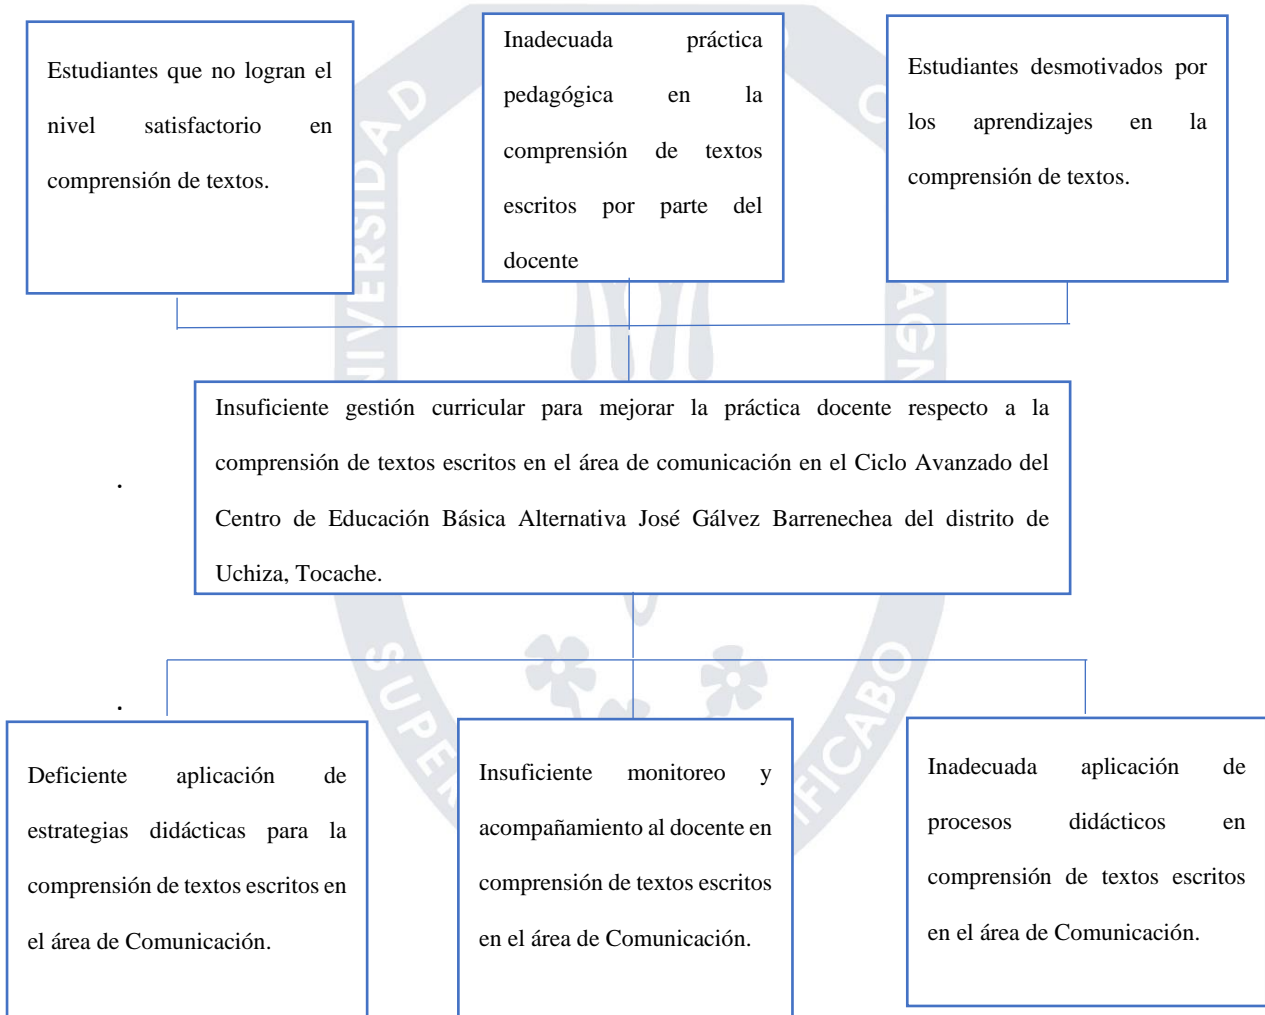 Estudiantes que no logran el
nivel satisfactorio en
comprensión de textos.
Inadecuada práctica
pedagógica en la
comprensión de textos
escritos por parte del
docente
Estudiantes desmotivados por
los aprendizajes en la
comprensión de textos.
Insuficiente gestión curricular para mejorar la práctica docente respecto a la
comprensión de textos escritos en el área de comunicación en el Ciclo Avanzado del
Centro de Educación Básica Alternativa José Gálvez Barrenechea del distrito de
Uchiza, Tocache.
.
.
Deficiente aplicación de
estrategias didácticas para la
comprensión de textos escritos en
el área de Comunicación.
Insuficiente monitoreo y
acompañamiento al docente en
comprensión de textos escritos
en el área de Comunicación.
Inadecuada aplicación de
procesos didácticos en
comprensión de textos escritos
en el área de Comunicación.